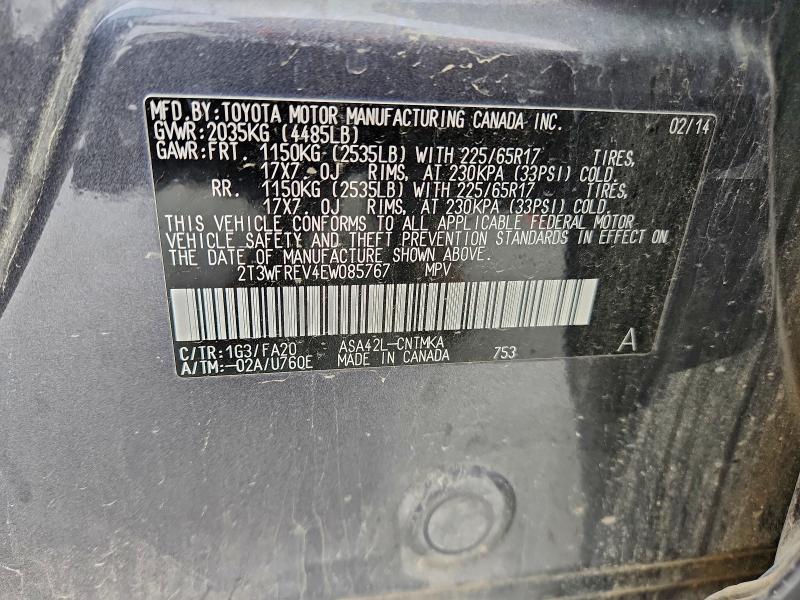 MFD.BY:TOYOTA MOTOR MANUFACTURING CANADA INC. 02/14
GVWR:2035KG (4485LB)
GAWR:FRT. 1150KG (2535LB) WITH 225/65R17 TIRES,
17X7.0J RIMS, AT 230KPA (33PSI) COLD.
RR. 1150KG (2535LB) WITH 225/65R17 TIRES,
17X7.0J RIMS, AT 230KPA (33PSI) COLD.
THIS VEHICLE CONFORMS TO ALL APPLICABLE FEDERAL MOTOR
VEHICLE SAFETY AND THEFT PREVENTION STANDARDS IN EFFECT ON
THE DATE OF MANUFACTURE SHOWN ABOVE.
2T3WFREV4EW085767 MPV
C/TR:1G3/FA20 ASA42L-CNTMKA 753 A
A/TM:-02A/U760E MADE IN CANADA